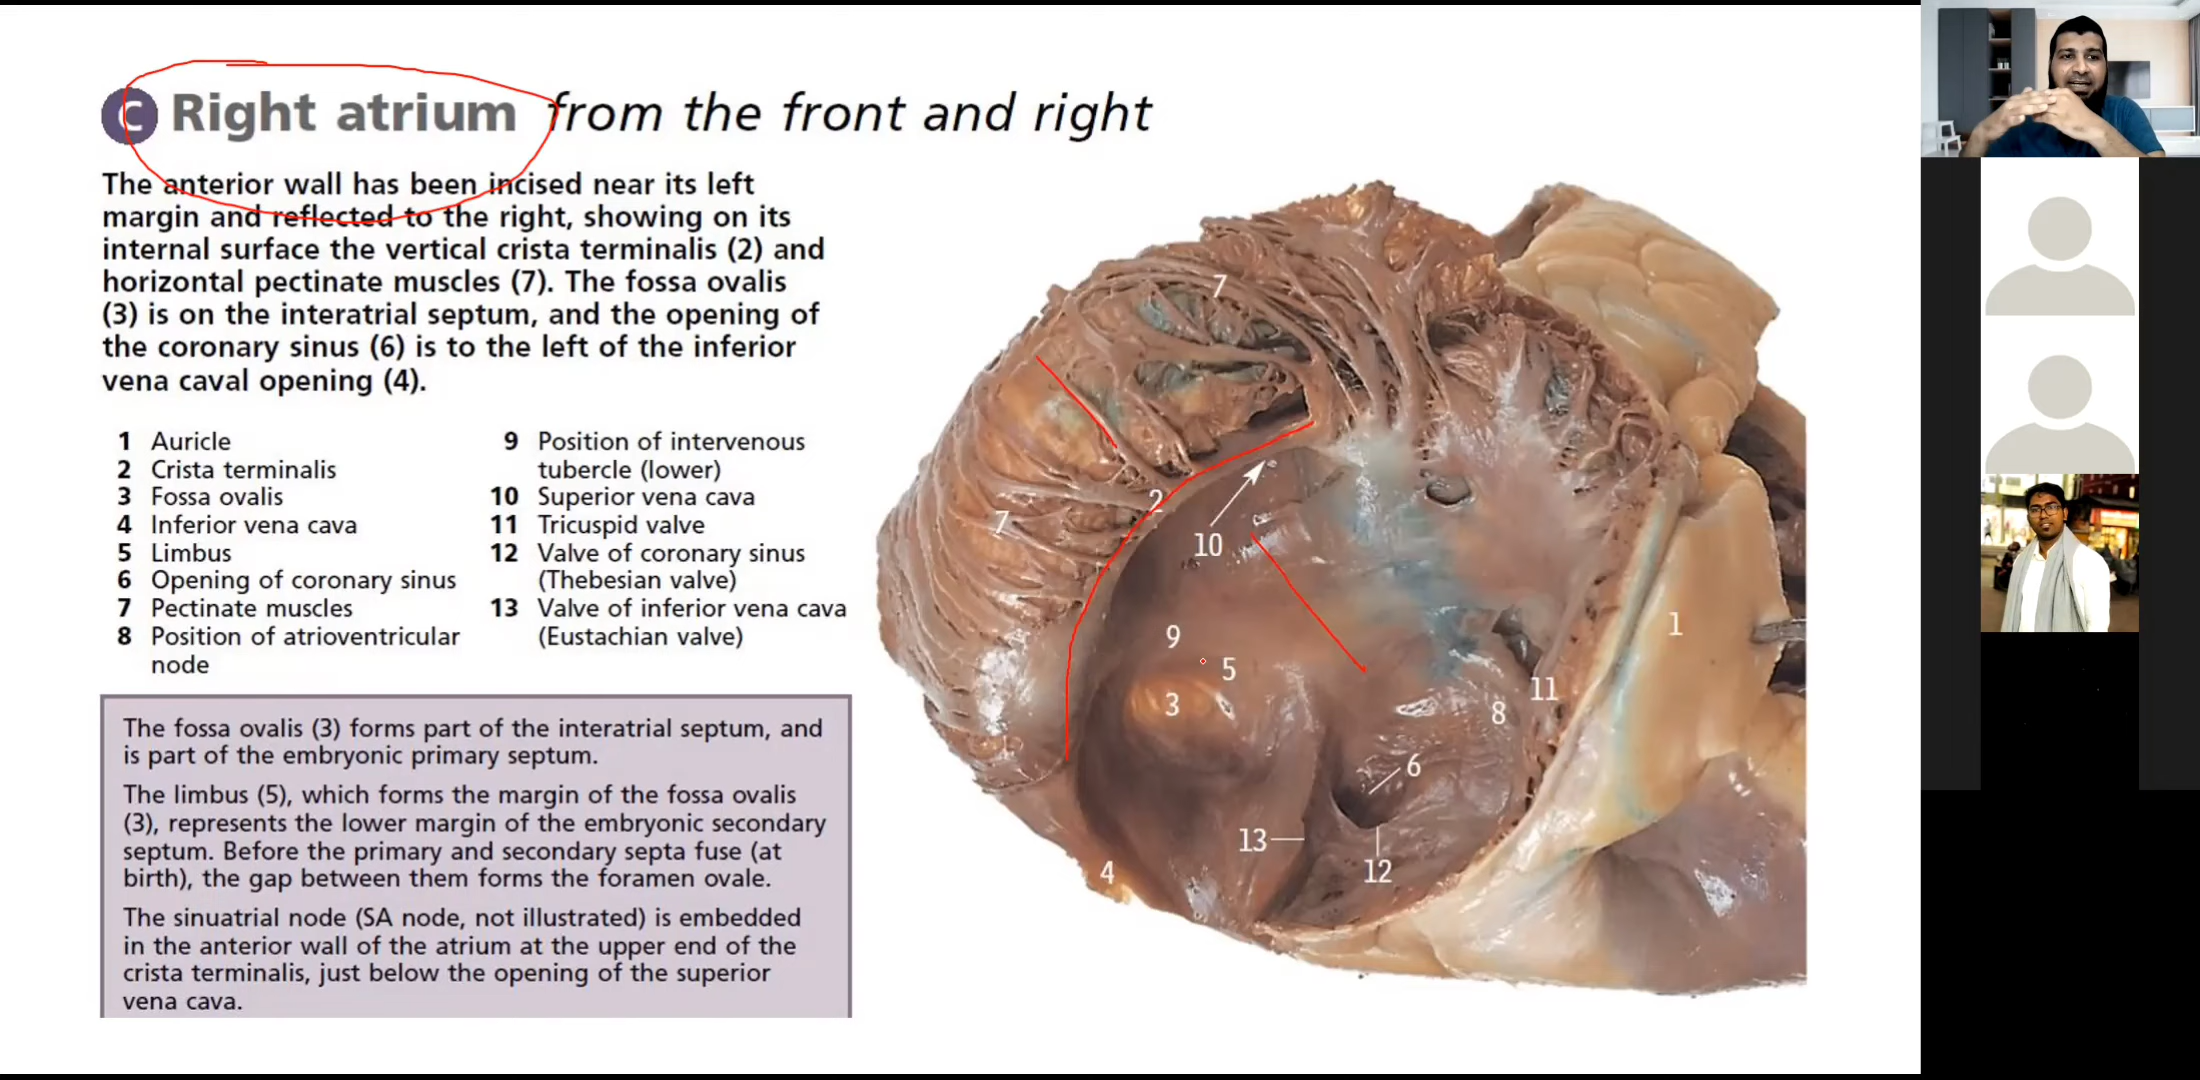 C Right atrium from the front and right
The anterior wall has been incised near its left
margin and reflected to the right, showing on its
internal surface the vertical crista terminalis (2) and
horizontal pectinate muscles (7). The fossa ovalis
(3) is on the interatrial septum, and the opening of
the coronary sinus (6) is to the left of the inferior
vena caval opening (4).
1 Auricle
2 Crista terminalis
3 Fossa ovalis
4 Inferior vena cava
5 Limbus
6 Opening of coronary sinus
7 Pectinate muscles
8 Position of atrioventricular
node
9 Position of intervenous
tubercle (lower)
10 Superior vena cava
11 Tricuspid valve
12 Valve of coronary sinus
(Thebesian valve)
13 Valve of inferior vena cava
(Eustachian valve)
The fossa ovalis (3) forms part of the interatrial septum, and
is part of the embryonic primary septum.
The limbus (5), which forms the margin of the fossa ovalis
(3), represents the lower margin of the embryonic secondary
septum. Before the primary and secondary septa fuse (at
birth), the gap between them forms the foramen ovale.
The sinuatrial node (SA node, not illustrated) is embedded
in the anterior wall of the atrium at the upper end of the
crista terminalis, just below the opening of the superior
vena cava.
7
2
7
10
9
5
3
1
11
8
6
13
12
4